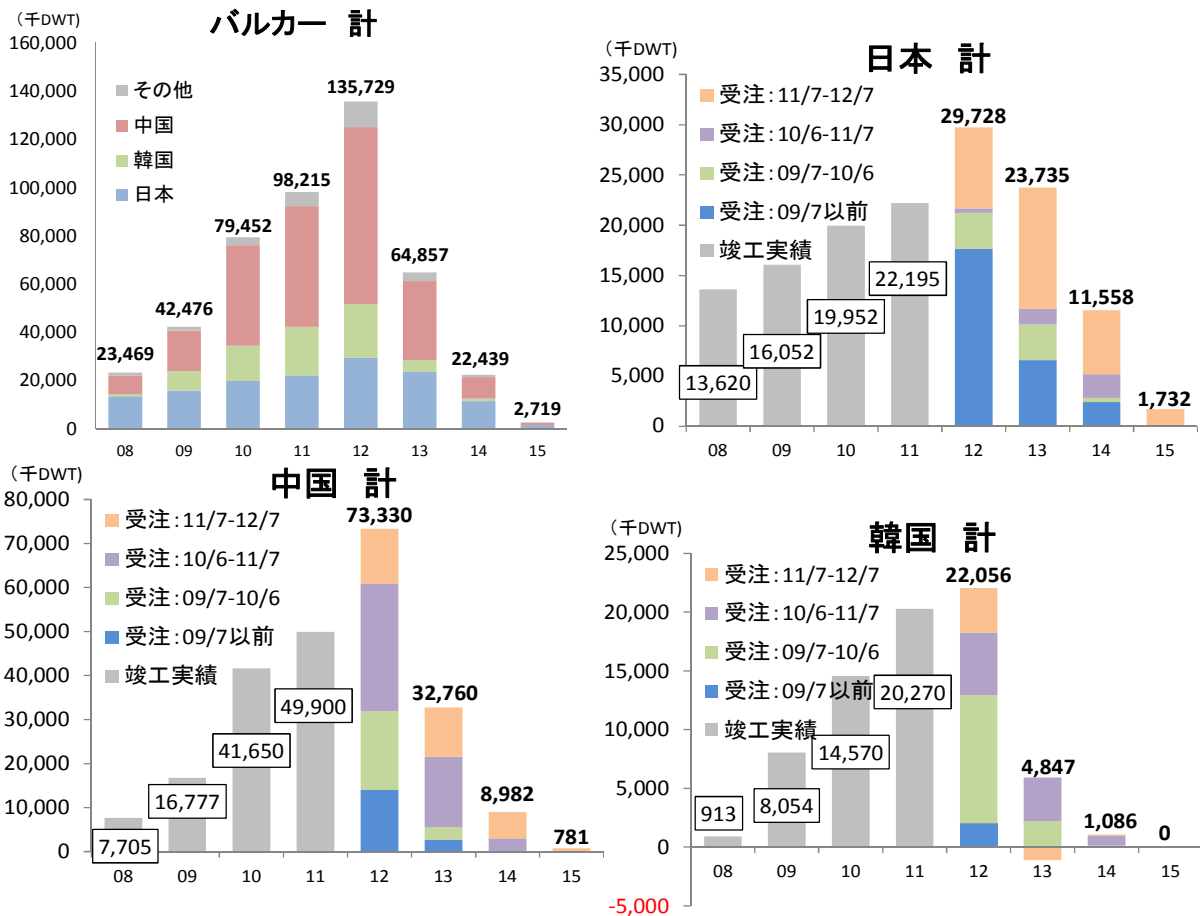 (千DWT)
バルカー 計
160,000
140,000
120,000
100,000
80,000
60,000
40,000
20,000
0
その他
中国
韓国
日本
23,469
42,476
79,452
98,215
135,729
64,857
22,439
2,719
08 09 10 11 12 13 14 15
(千DWT)
日本 計
35,000
30,000
25,000
20,000
15,000
10,000
5,000
0
受注:11/7-12/7
受注:10/6-11/7
受注:09/7-10/6
受注:09/7以前
竣工実績
13,620
16,052
19,952
22,195
29,728
23,735
11,558
1,732
08 09 10 11 12 13 14 15
(千DWT)
中国 計
80,000
70,000
60,000
50,000
40,000
30,000
20,000
10,000
0
受注:11/7-12/7
受注:10/6-11/7
受注:09/7-10/6
受注:09/7以前
竣工実績
7,705
16,777
41,650
49,900
73,330
32,760
8,982
781
08 09 10 11 12 13 14 15
(千DWT)
韓国 計
25,000
20,000
15,000
10,000
5,000
0
-5,000
受注:11/7-12/7
受注:10/6-11/7
受注:09/7-10/6
受注:09/7以前
竣工実績
913
8,054
14,570
20,270
22,056
4,847
1,086
0
08 09 10 11 12 13 14 15